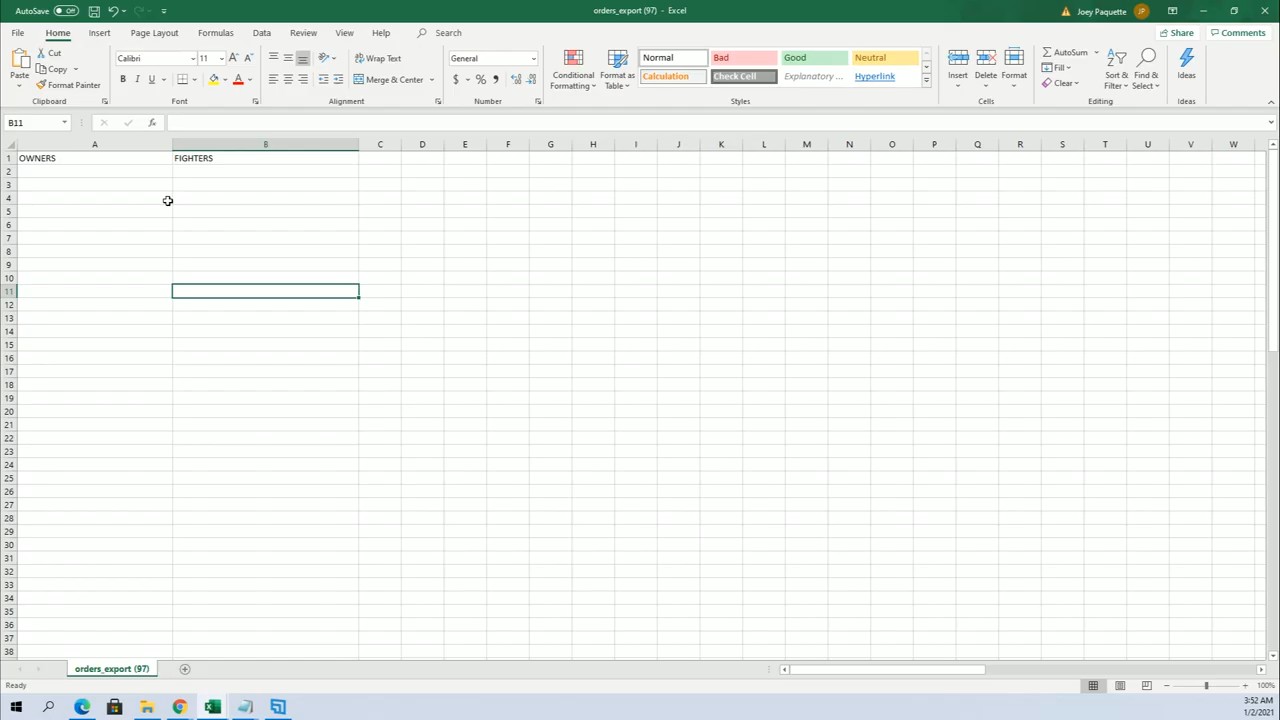 AutoSave Off
orders_export (97) - Excel
Joey Paquette JP
File Home Insert Page Layout Formulas Data Review View Help Search
Share Comments
Paste
Cut
Copy
Format Painter
Clipboard
Calibri 11
B I U
Font
Wrap Text
Merge & Center
Alignment
General
$ % ,
Number
Conditional Formatting
Format as Table
Normal Bad Good Neutral
Calculation Check Cell Explanatory ... Hyperlink
Styles
Insert Delete Format
Cells
AutoSum
Fill
Clear
Sort & Filter
Find & Select
Editing
Ideas
Ideas
B11
fx
A B C D E F G H I J K L M N O P Q R S T U V W
1 OWNERS FIGHTERS
2
3
4
5
6
7
8
9
10
11
12
13
14
15
16
17
18
19
20
21
22
23
24
25
26
27
28
29
30
31
32
33
34
35
36
37
38
orders_export (97)
Ready
100%
3:52 AM
1/2/2021